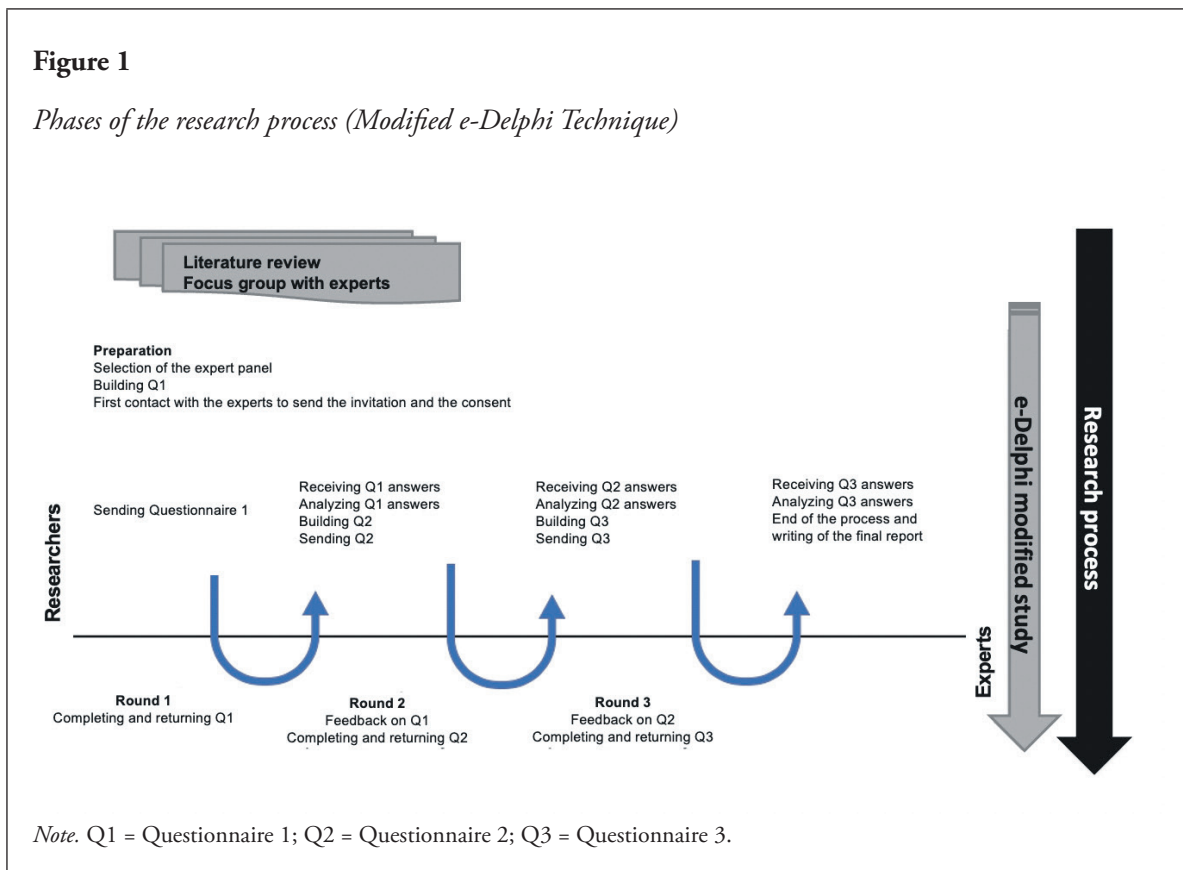 Figure 1
Phases of the research process (Modified e-Delphi Technique)
Literature review
Focus group with experts
Preparation
Selection of the expert panel
Building Q1
First contact with the experts to send the invitation and the consent
Researchers
Sending Questionnaire 1
Receiving Q1 answers
Analyzing Q1 answers
Building Q2
Sending Q2
Receiving Q2 answers
Analyzing Q2 answers
Building Q3
Sending Q3
Receiving Q3 answers
Analyzing Q3 answers
End of the process and
writing of the final report
Experts
Round 1
Completing and returning Q1
Round 2
Feedback on Q1
Completing and returning Q2
Round 3
Feedback on Q2
Completing and returning Q3
e-Delphi modified study
Research process
Note. Q1 = Questionnaire 1; Q2 = Questionnaire 2; Q3 = Questionnaire 3.